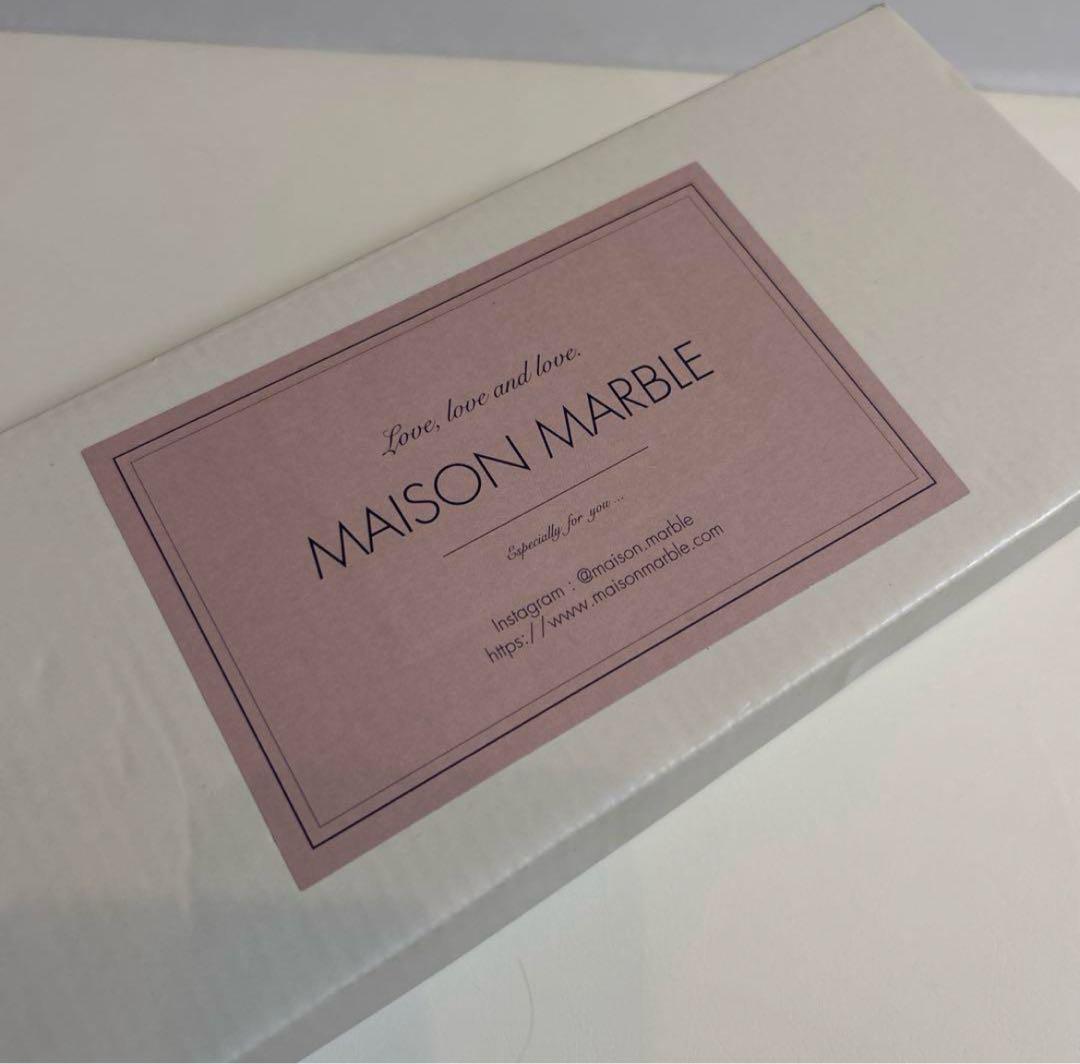 Love, love and love.
MAISON MARBLE
Especially for you ...
Instagram : @maison.marble
https://www.maisonmarble.com